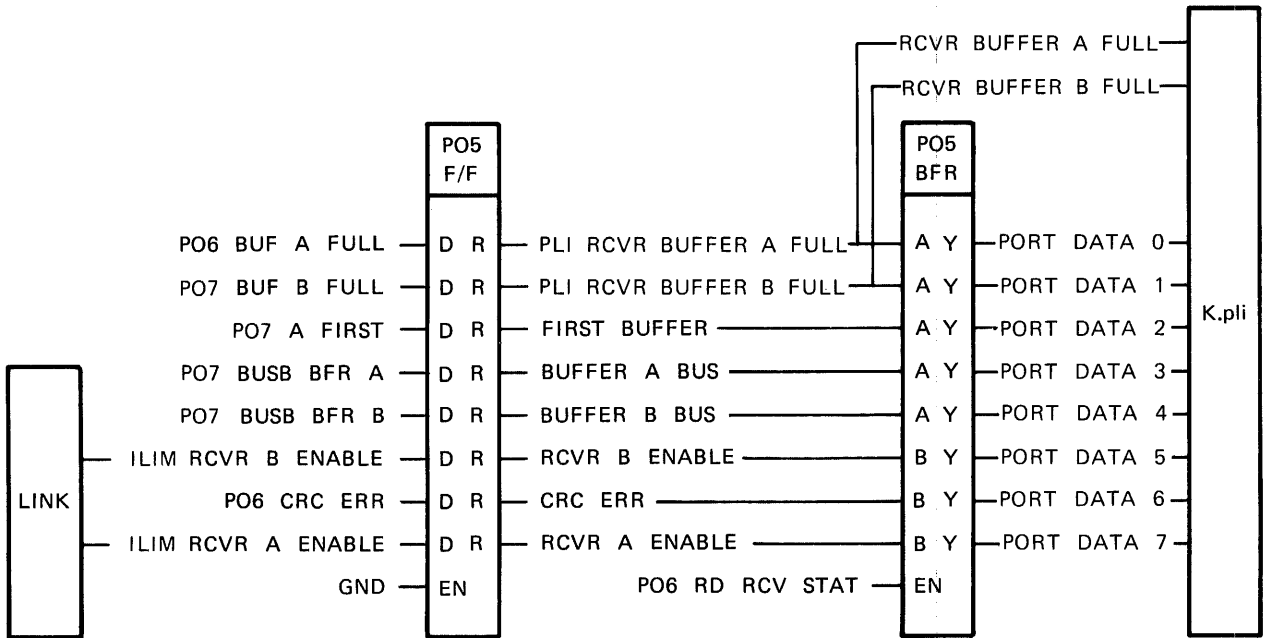 RCVR BUFFER A FULL
RCVR BUFFER B FULL
PO5
F/F
PO5
BFR
PO6 BUF A FULL D R PLI RCVR BUFFER A FULL A Y PORT DATA 0
PO7 BUF B FULL D R PLI RCVR BUFFER B FULL A Y PORT DATA 1
PO7 A FIRST D R FIRST BUFFER A Y PORT DATA 2
K.pli
PO7 BUSB BFR A D R BUFFER A BUS A Y PORT DATA 3
PO7 BUSB BFR B D R BUFFER B BUS A Y PORT DATA 4
ILIM RCVR B ENABLE D R RCVR B ENABLE B Y PORT DATA 5
LINK
PO6 CRC ERR D R CRC ERR B Y PORT DATA 6
ILIM RCVR A ENABLE D R RCVR A ENABLE B Y PORT DATA 7
GND EN PO6 RD RCV STAT EN